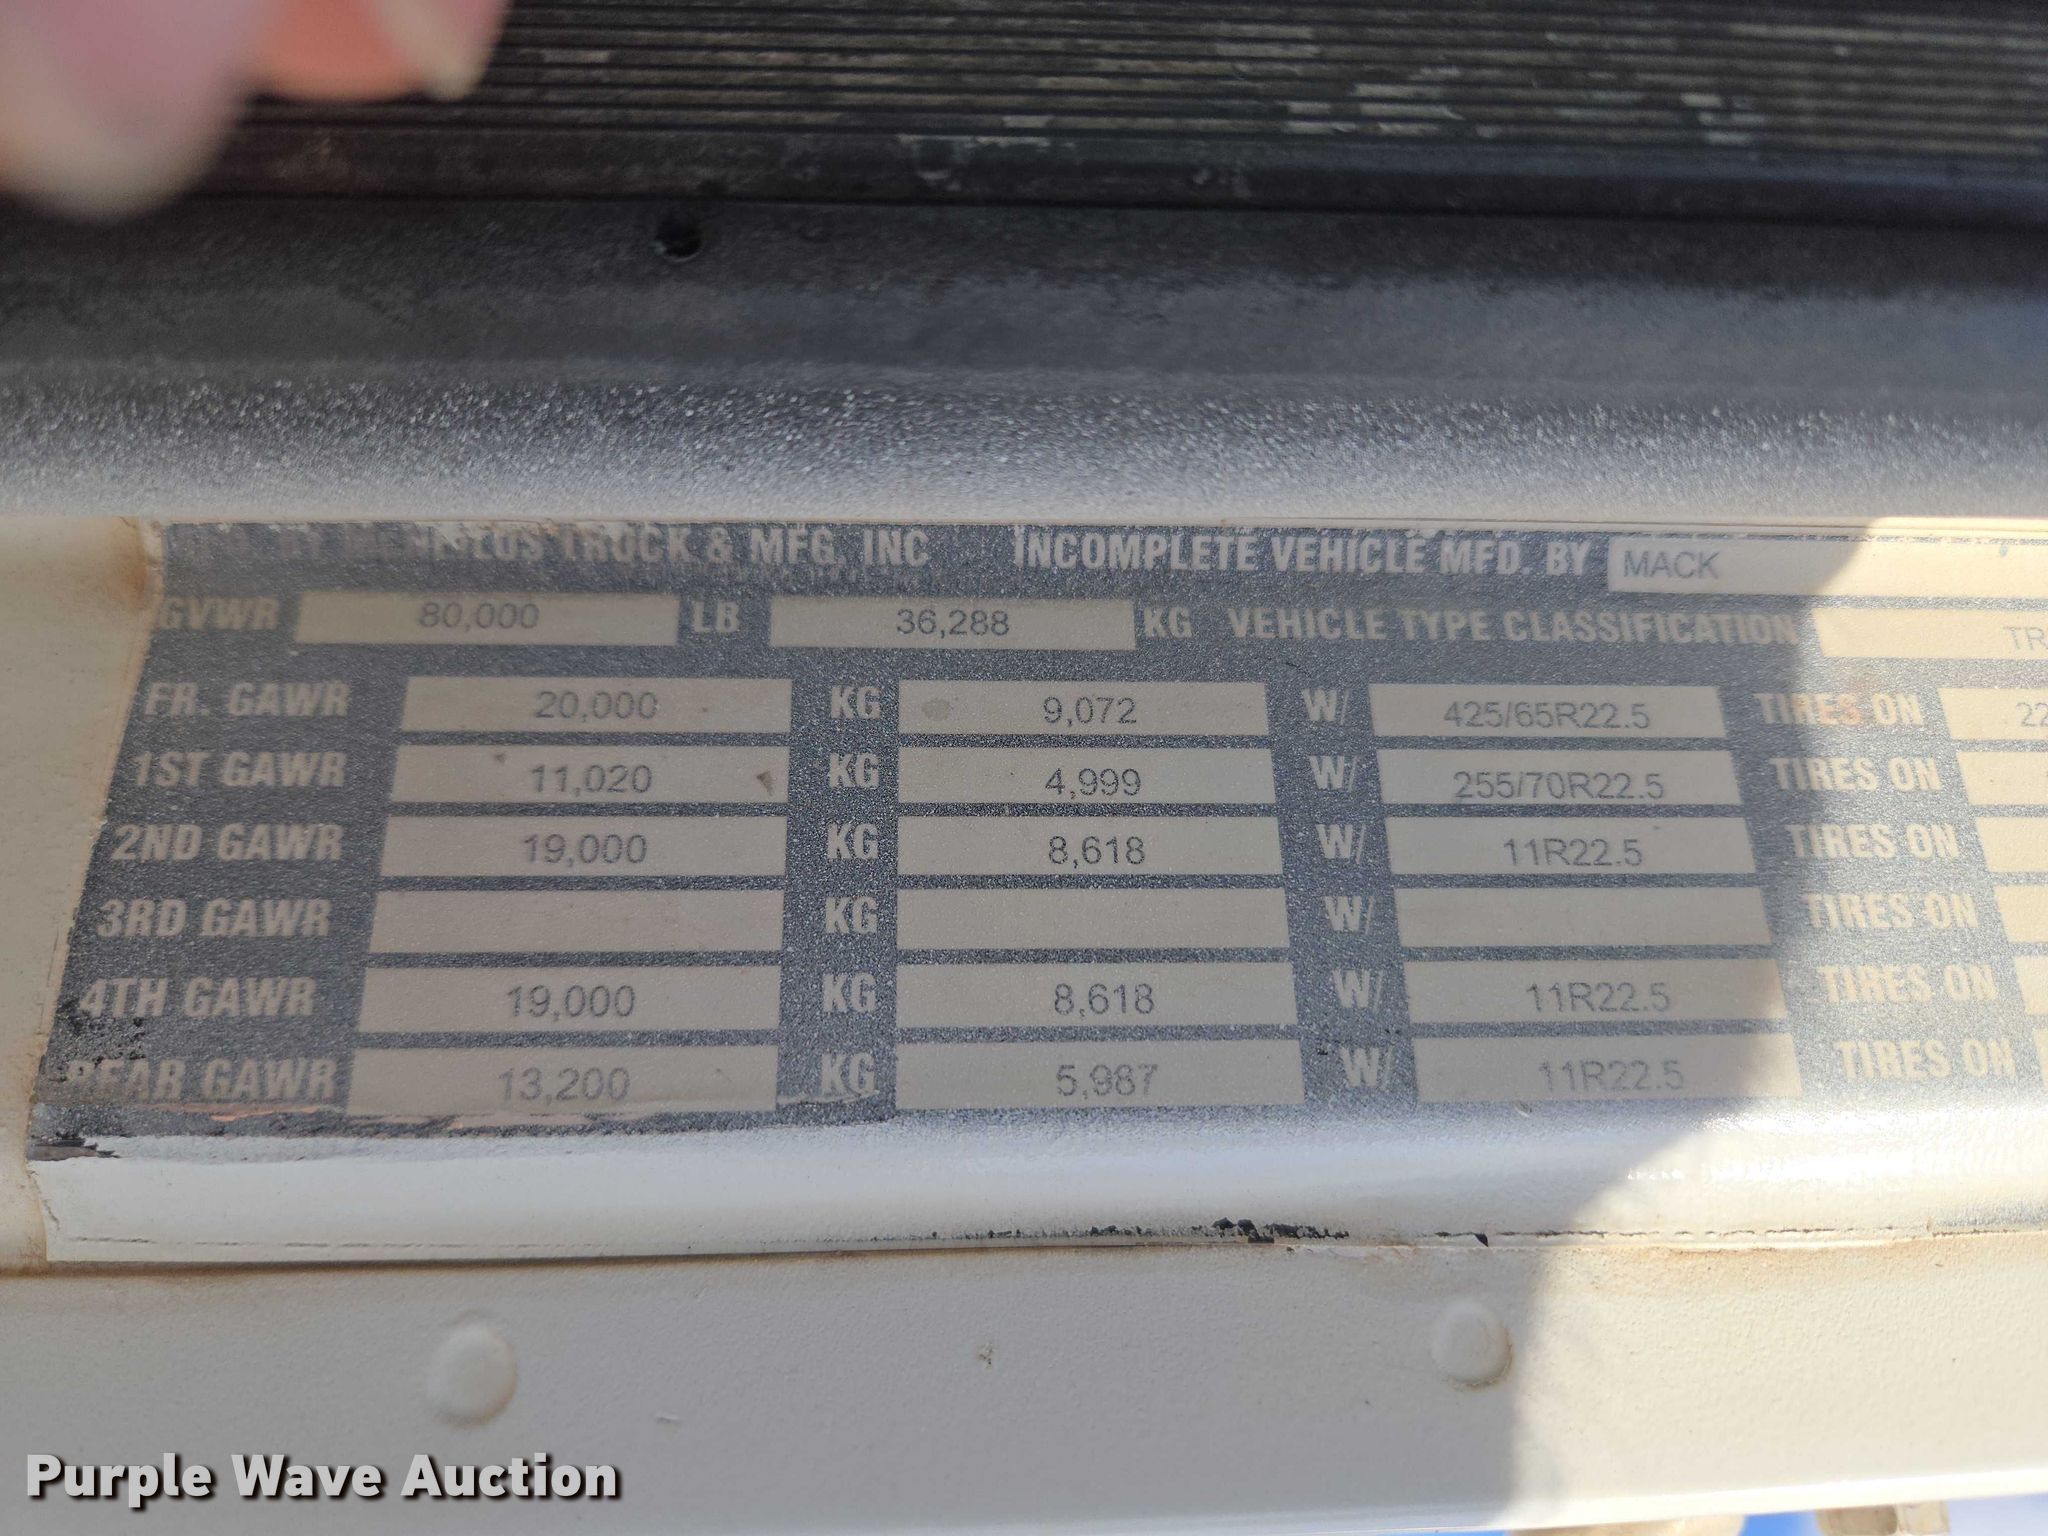 TRUCK & MFG, INC INCOMPLETE VEHICLE MFD. BY MACK
GVWR 80,000 LB 36,288 KG VEHICLE TYPE CLASSIFICATION
FR. GAWR 20,000 KG 9,072 W/ 425/65R22.5 TIRES ON
1ST GAWR 11,020 KG 4,999 W/ 255/70R22.5 TIRES ON
2ND GAWR 19,000 KG 8,618 W/ 11R22.5 TIRES ON
3RD GAWR KG W/ TIRES ON
4TH GAWR 19,000 KG 8,618 W/ 11R22.5 TIRES ON
REAR GAWR 13,200 KG 5,987 W/ 11R22.5 TIRES ON
Purple Wave Auction